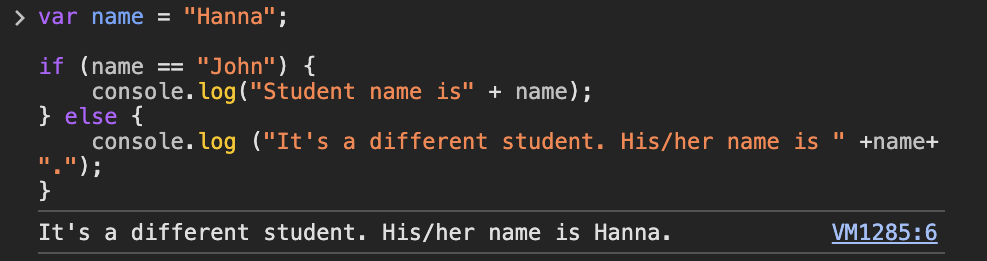 > var name = "Hanna";
if (name == "John") {
    console.log("Student name is" + name);
} else {
    console.log ("It's a different student. His/her name is " +name+
".");
}
It's a different student. His/her name is Hanna. VM1285:6